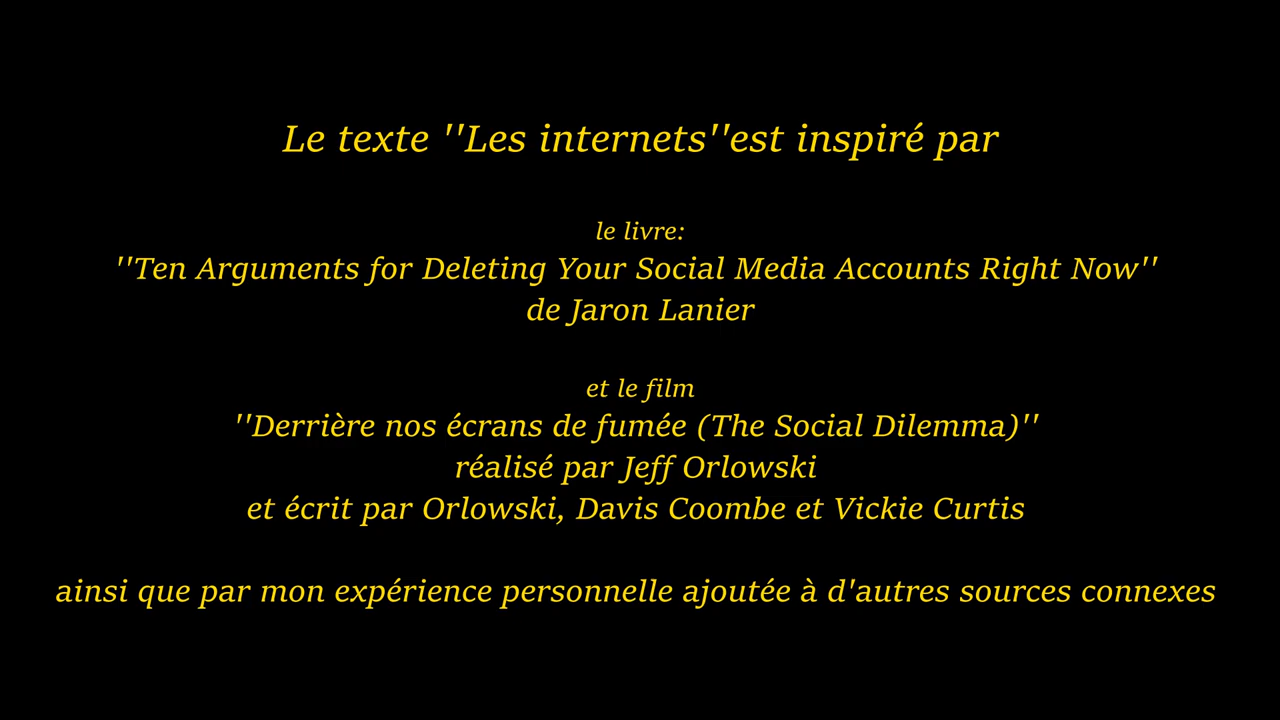 Le texte ''Les internets''est inspiré par
le livre:
''Ten Arguments for Deleting Your Social Media Accounts Right Now''
de Jaron Lanier
et le film
''Derrière nos écrans de fumée (The Social Dilemma)''
réalisé par Jeff Orlowski
et écrit par Orlowski, Davis Coombe et Vickie Curtis
ainsi que par mon expérience personnelle ajoutée à d'autres sources connexes